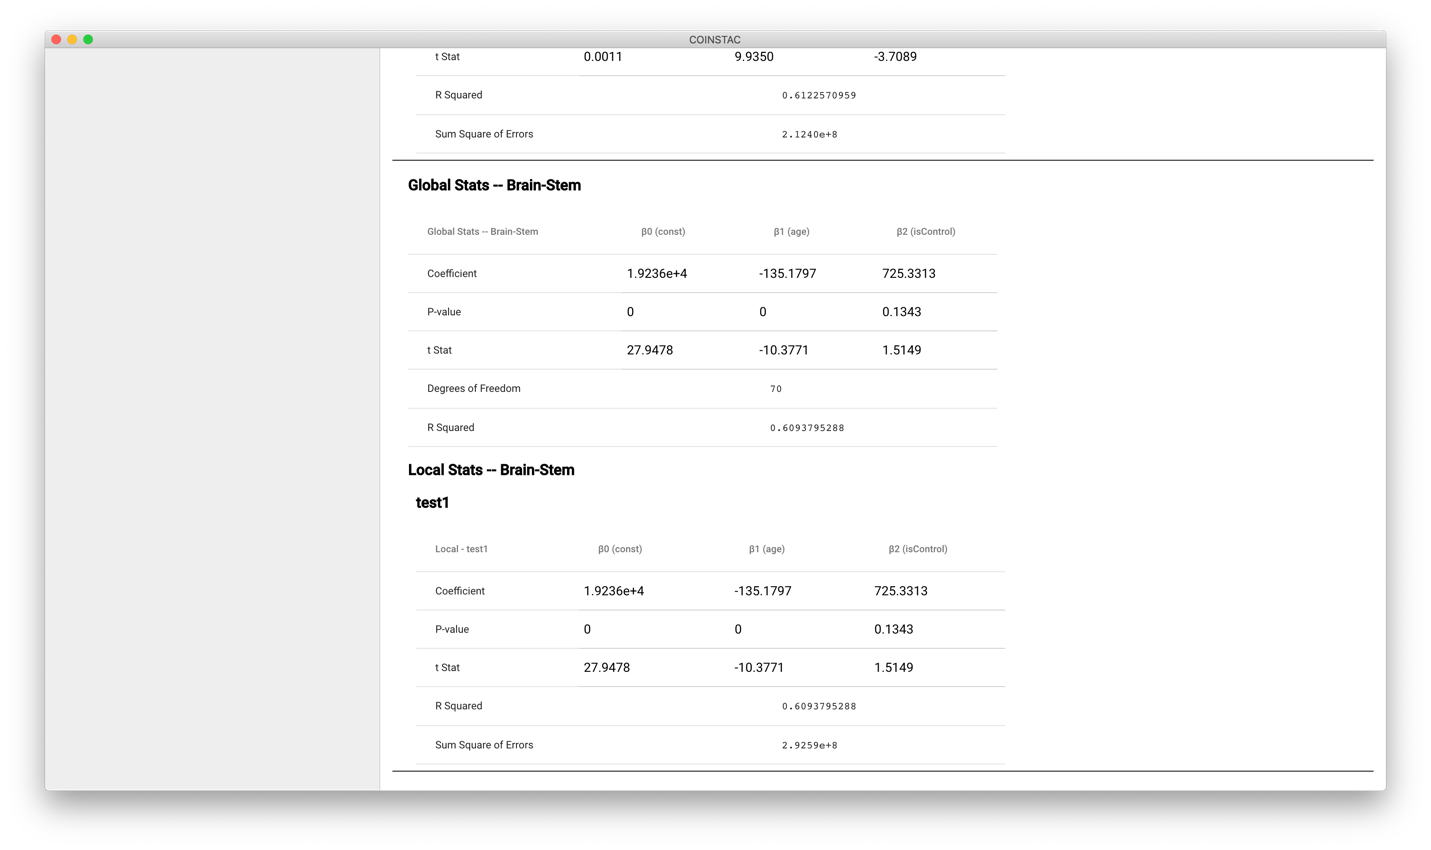 COINSTAC
t Stat 0.0011 9.9350 -3.7089
R Squared 0.6122570959
Sum Square of Errors 2.1240e+8
Global Stats -- Brain-Stem
Global Stats -- Brain-Stem β0 (const) β1 (age) β2 (isControl)
Coefficient 1.9236e+4 -135.1797 725.3313
P-value 0 0 0.1343
t Stat 27.9478 -10.3771 1.5149
Degrees of Freedom 70
R Squared 0.6093795288
Local Stats -- Brain-Stem
test1
Local - test1 β0 (const) β1 (age) β2 (isControl)
Coefficient 1.9236e+4 -135.1797 725.3313
P-value 0 0 0.1343
t Stat 27.9478 -10.3771 1.5149
R Squared 0.6093795288
Sum Square of Errors 2.9259e+8